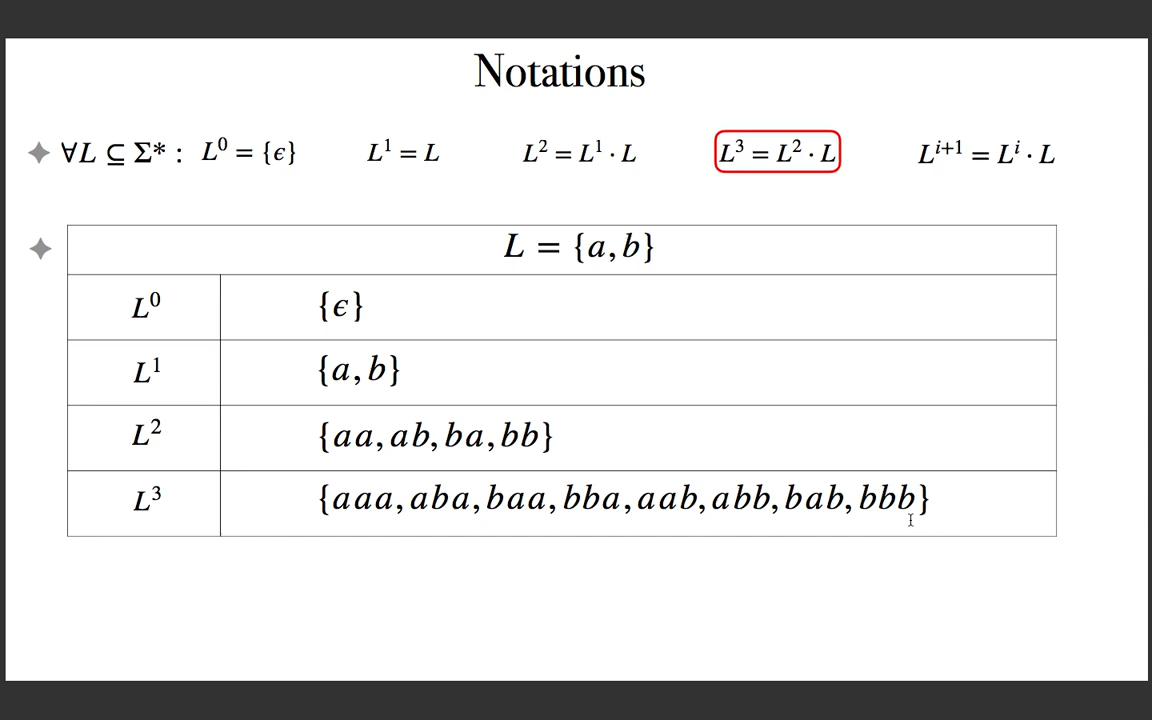 Notations
∀L ⊆ Σ* : L⁰ = {ϵ} L¹ = L L² = L¹ · L L³ = L² · L Lⁱ⁺¹ = Lⁱ · L
L = {a, b}
L⁰ {ϵ}
L¹ {a, b}
L² {aa, ab, ba, bb}
L³ {aaa, aba, baa, bba, aab, abb, bab, bbb}